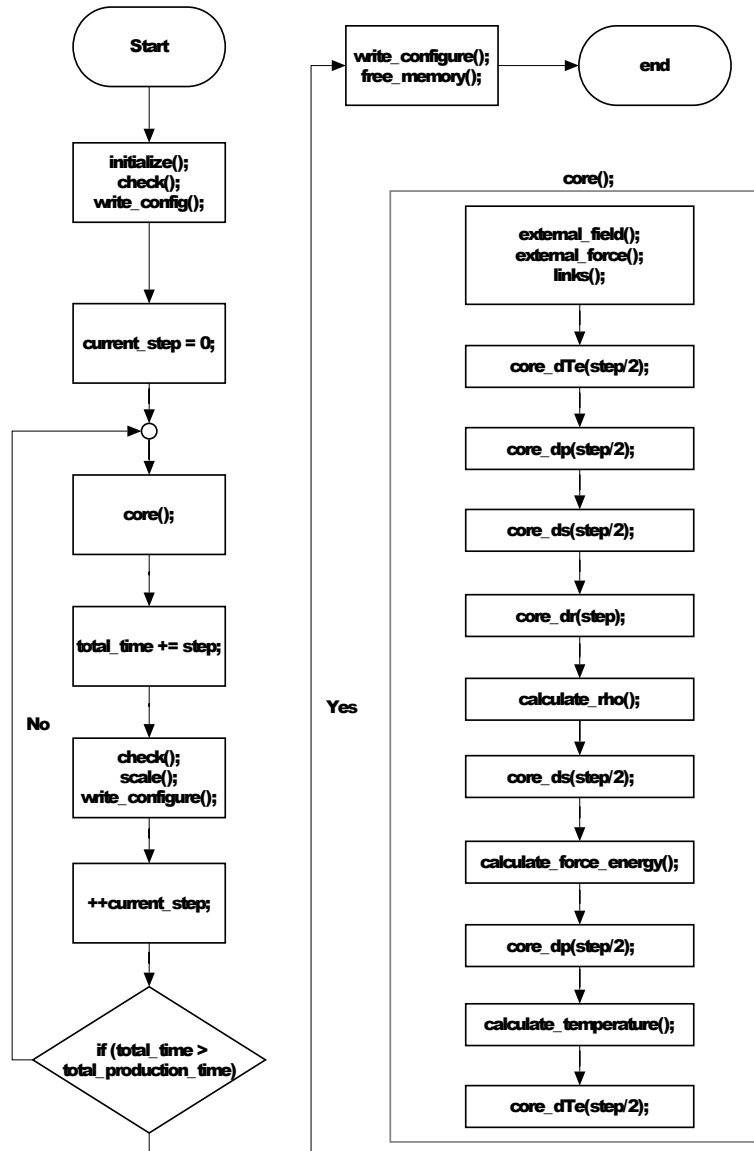 Start
initialize();
check();
write_config();
current_step = 0;
core();
total_time += step;
No
check();
scale();
write_configure();
++current_step;
if (total_time >
total_production_time)
Yes
write_configure();
free_memory();
end
core();
external_field();
external_force();
links();
core_dTe(step/2);
core_dp(step/2);
core_ds(step/2);
core_dr(step);
calculate_rho();
core_ds(step/2);
calculate_force_energy();
core_dp(step/2);
calculate_temperature();
core_dTe(step/2);